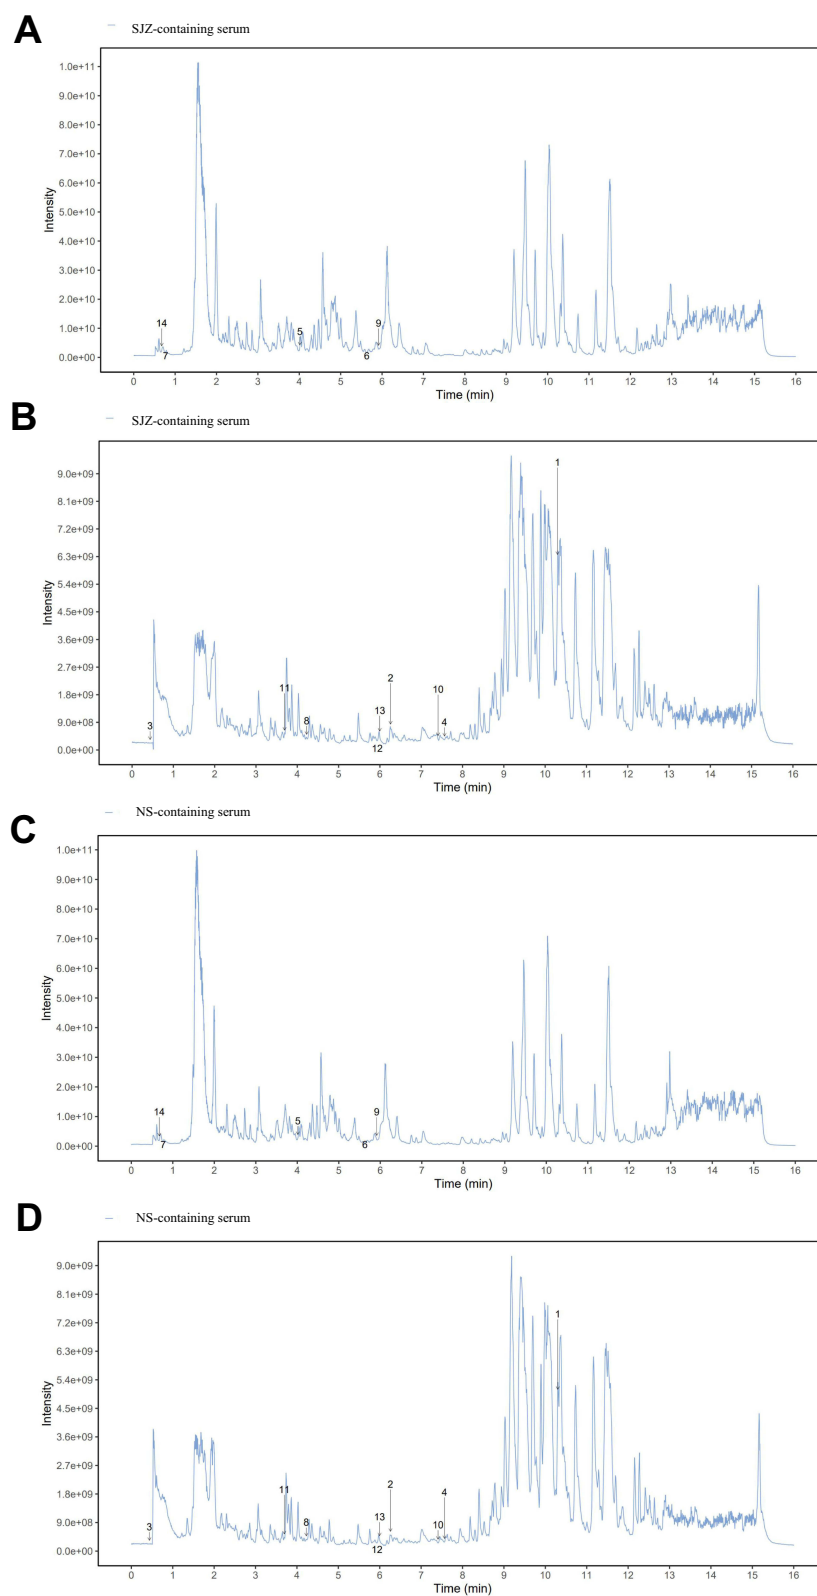 A
SJZ-containing serum
1.0e+11
9.0e+10
8.0e+10
7.0e+10
6.0e+10
5.0e+10
4.0e+10
3.0e+10
2.0e+10
1.0e+10
0.0e+00
Intensity
14
7
5
6
9
0 1 2 3 4 5 6 7 8 9 10 11 12 13 14 15 16
Time (min)
B
SJZ-containing serum
9.0e+09
8.1e+09
7.2e+09
6.3e+09
5.4e+09
4.5e+09
3.6e+09
2.7e+09
1.8e+09
9.0e+08
0.0e+00
Intensity
3
11
8
13
12
2
10
4
1
0 1 2 3 4 5 6 7 8 9 10 11 12 13 14 15 16
Time (min)
C
NS-containing serum
1.0e+11
9.0e+10
8.0e+10
7.0e+10
6.0e+10
5.0e+10
4.0e+10
3.0e+10
2.0e+10
1.0e+10
0.0e+00
Intensity
14
7
5
6
9
0 1 2 3 4 5 6 7 8 9 10 11 12 13 14 15 16
Time (min)
D
NS-containing serum
9.0e+09
8.1e+09
7.2e+09
6.3e+09
5.4e+09
4.5e+09
3.6e+09
2.7e+09
1.8e+09
9.0e+08
0.0e+00
Intensity
3
11
8
13
12
2
10
4
1
0 1 2 3 4 5 6 7 8 9 10 11 12 13 14 15 16
Time (min)